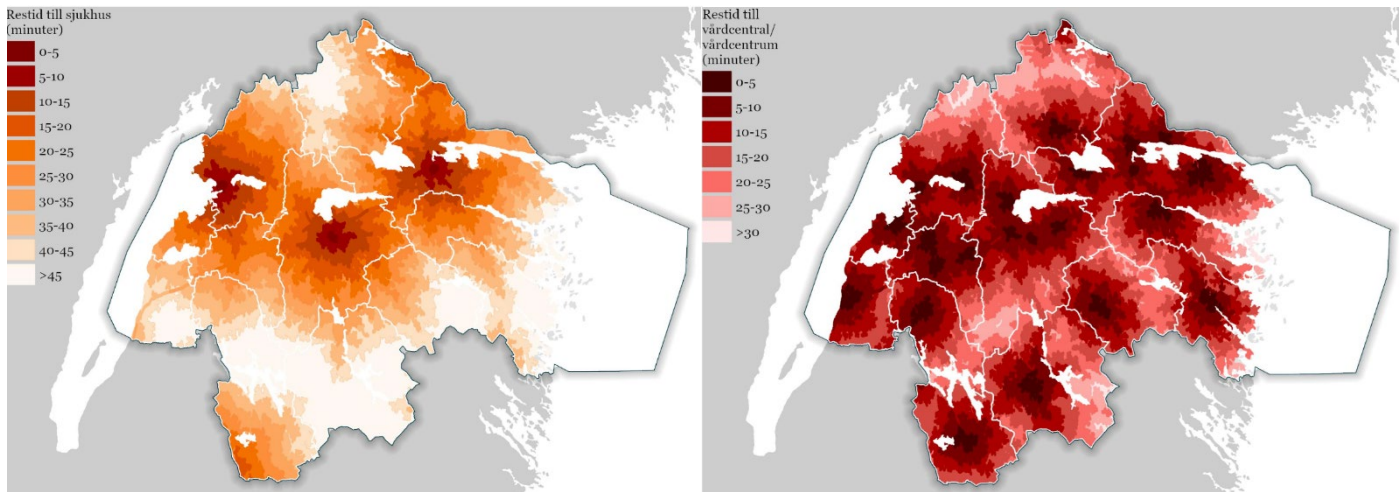 Restid till sjukhus
(minuter)
0-5
5-10
10-15
15-20
20-25
25-30
30-35
35-40
40-45
>45
Restid till
vårdcentral/
vårdcentrum
(minuter)
0-5
5-10
10-15
15-20
20-25
25-30
>30